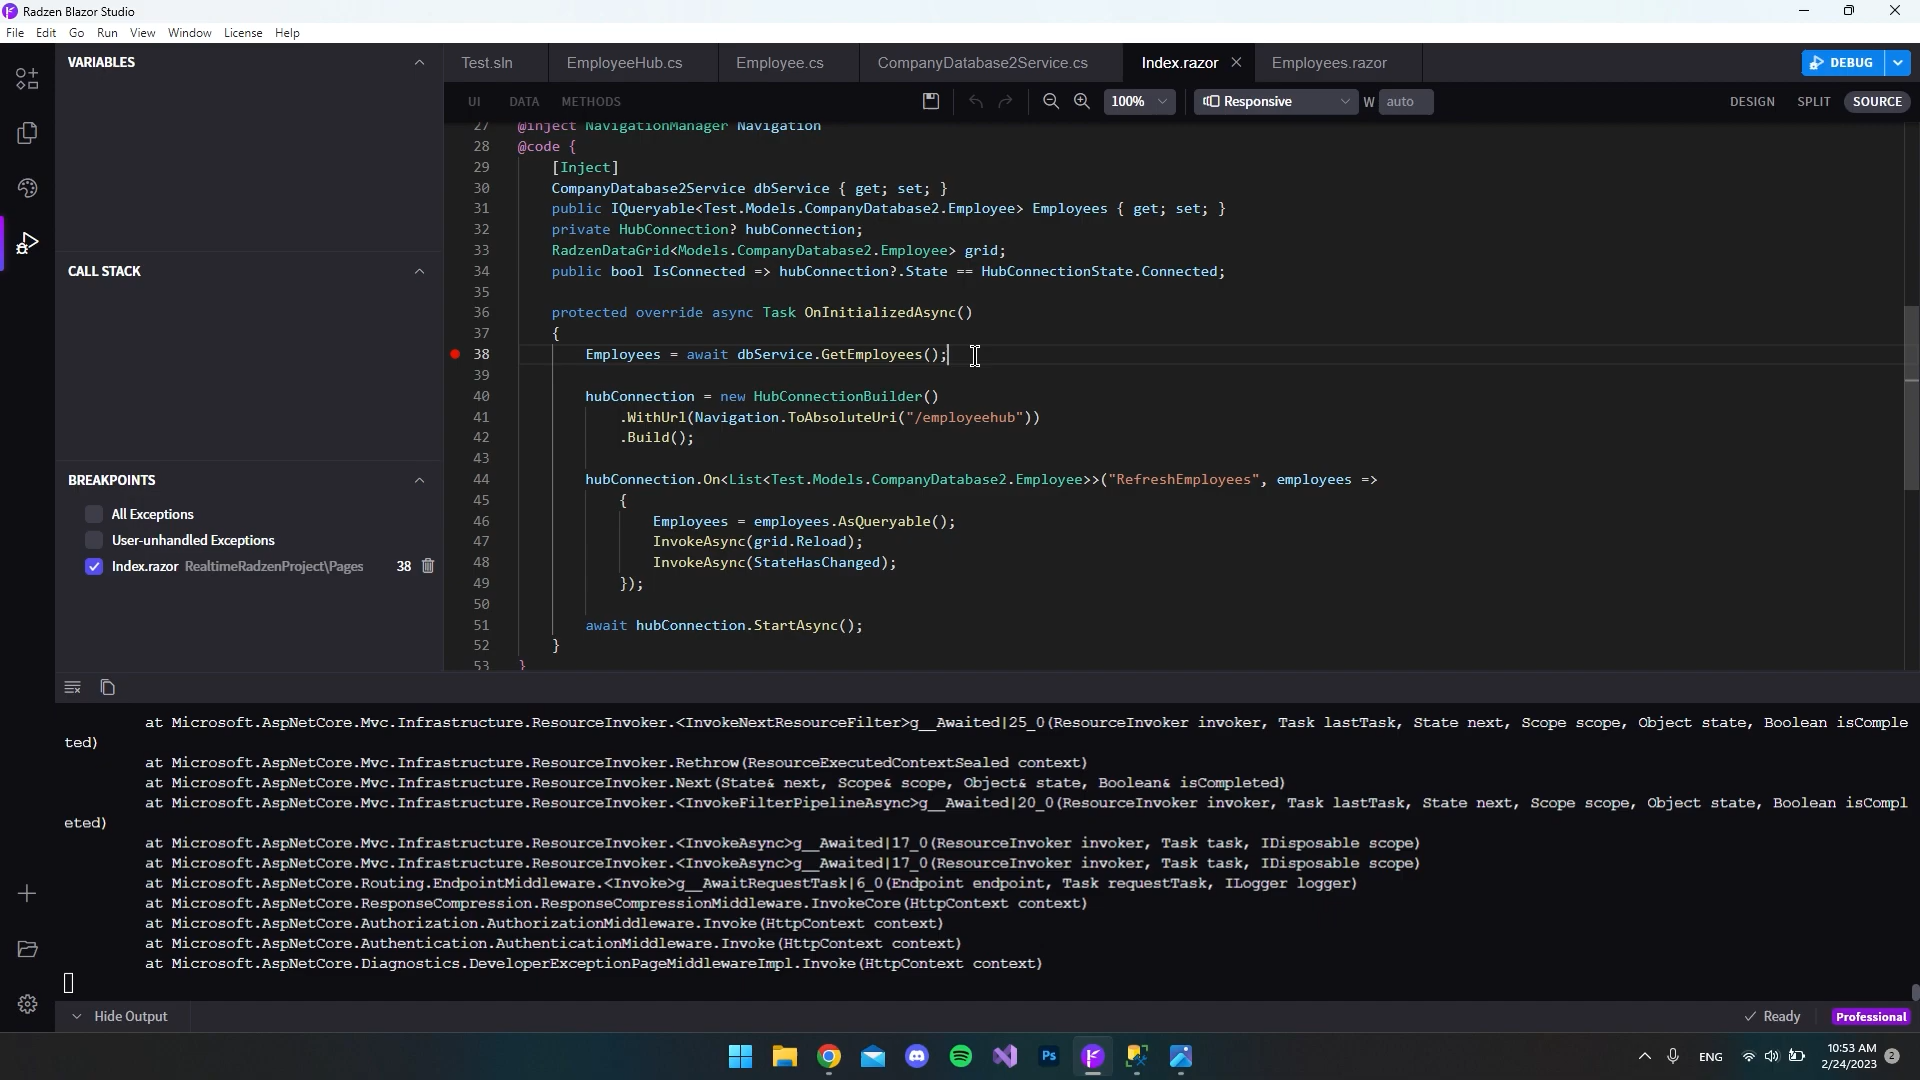 Radzen Blazor Studio
File Edit Go Run View Window License Help
VARIABLES
CALL STACK
BREAKPOINTS
All Exceptions
User-unhandled Exceptions
Index.razor RealtimeRadzenProject\Pages 38
Test.sln EmployeeHub.cs Employee.cs CompanyDatabase2Service.cs Index.razor Employees.razor DEBUG
UI DATA METHODS 100% Responsive W auto DESIGN SPLIT SOURCE
27 @inject NavigationManager Navigation
28 @code {
29 [Inject]
30 CompanyDatabase2Service dbService { get; set; }
31 public IQueryable<Test.Models.CompanyDatabase2.Employee> Employees { get; set; }
32 private HubConnection? hubConnection;
33 RadzenDataGrid<Models.CompanyDatabase2.Employee> grid;
34 public bool IsConnected => hubConnection?.State == HubConnectionState.Connected;
35
36 protected override async Task OnInitializedAsync()
37 {
38 Employees = await dbService.GetEmployees();
39
40 hubConnection = new HubConnectionBuilder()
41 .WithUrl(Navigation.ToAbsoluteUri("/employeehub"))
42 .Build();
43
44 hubConnection.On<List<Test.Models.CompanyDatabase2.Employee>>("RefreshEmployees", employees =>
45 {
46 Employees = employees.AsQueryable();
47 InvokeAsync(grid.Reload);
48 InvokeAsync(StateHasChanged);
49 });
50
51 await hubConnection.StartAsync();
52 }
53 }
at Microsoft.AspNetCore.Mvc.Infrastructure.ResourceInvoker.<InvokeNextResourceFilter>g__Awaited|25_0(ResourceInvoker invoker, Task lastTask, State next, Scope scope, Object state, Boolean isComple
ted)
at Microsoft.AspNetCore.Mvc.Infrastructure.ResourceInvoker.Rethrow(ResourceExecutedContextSealed context)
at Microsoft.AspNetCore.Mvc.Infrastructure.ResourceInvoker.Next(State& next, Scope& scope, Object& state, Boolean& isCompleted)
at Microsoft.AspNetCore.Mvc.Infrastructure.ResourceInvoker.<InvokeFilterPipelineAsync>g__Awaited|20_0(ResourceInvoker invoker, Task lastTask, State next, Scope scope, Object state, Boolean isCompl
eted)
at Microsoft.AspNetCore.Mvc.Infrastructure.ResourceInvoker.<InvokeAsync>g__Awaited|17_0(ResourceInvoker invoker, Task task, IDisposable scope)
at Microsoft.AspNetCore.Mvc.Infrastructure.ResourceInvoker.<InvokeAsync>g__Awaited|17_0(ResourceInvoker invoker, Task task, IDisposable scope)
at Microsoft.AspNetCore.Routing.EndpointMiddleware.<Invoke>g__AwaitRequestTask|6_0(Endpoint endpoint, Task requestTask, ILogger logger)
at Microsoft.AspNetCore.ResponseCompression.ResponseCompressionMiddleware.InvokeCore(HttpContext context)
at Microsoft.AspNetCore.Authorization.AuthorizationMiddleware.Invoke(HttpContext context)
at Microsoft.AspNetCore.Authentication.AuthenticationMiddleware.Invoke(HttpContext context)
at Microsoft.AspNetCore.Diagnostics.DeveloperExceptionPageMiddlewareImpl.Invoke(HttpContext context)
Hide Output Ready Professional
Ps
ENG
10:53 AM
2/24/2023
2